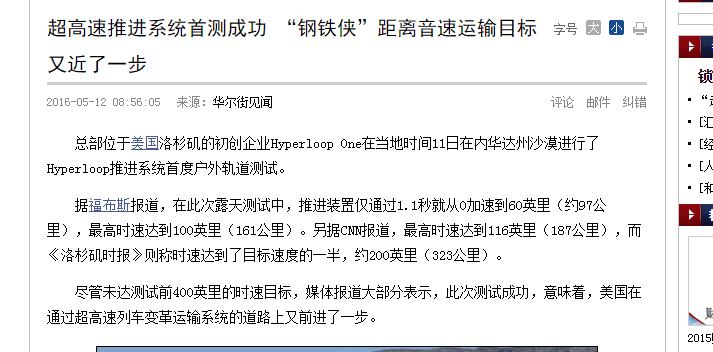 超高速推进系统首测成功 “钢铁侠”距离音速运输目标
又近了一步
字号 大 小
2016-05-12 08:56:05 来源：华尔街见闻
评论 邮件 纠错
总部位于美国洛杉矶的初创企业Hyperloop One在当地时间11日在内华达州沙漠进行了
Hyperloop推进系统首度户外轨道测试。
据福布斯报道，在此次露天测试中，推进装置仅通过1.1秒就从0加速到60英里（约97公
里），最高时速达到100英里（161公里）。另据CNN报道，最高时速达到116英里（187公里），而
《洛杉矶时报》则称时速达到了目标速度的一半，约200英里（323公里）。
尽管未达测试前400英里的时速目标，媒体报道大部分表示，此次测试成功，意味着，美国在
通过超高速列车变革运输系统的道路上又前进了一步。
锁
[汇
[经
[人
[和
2015